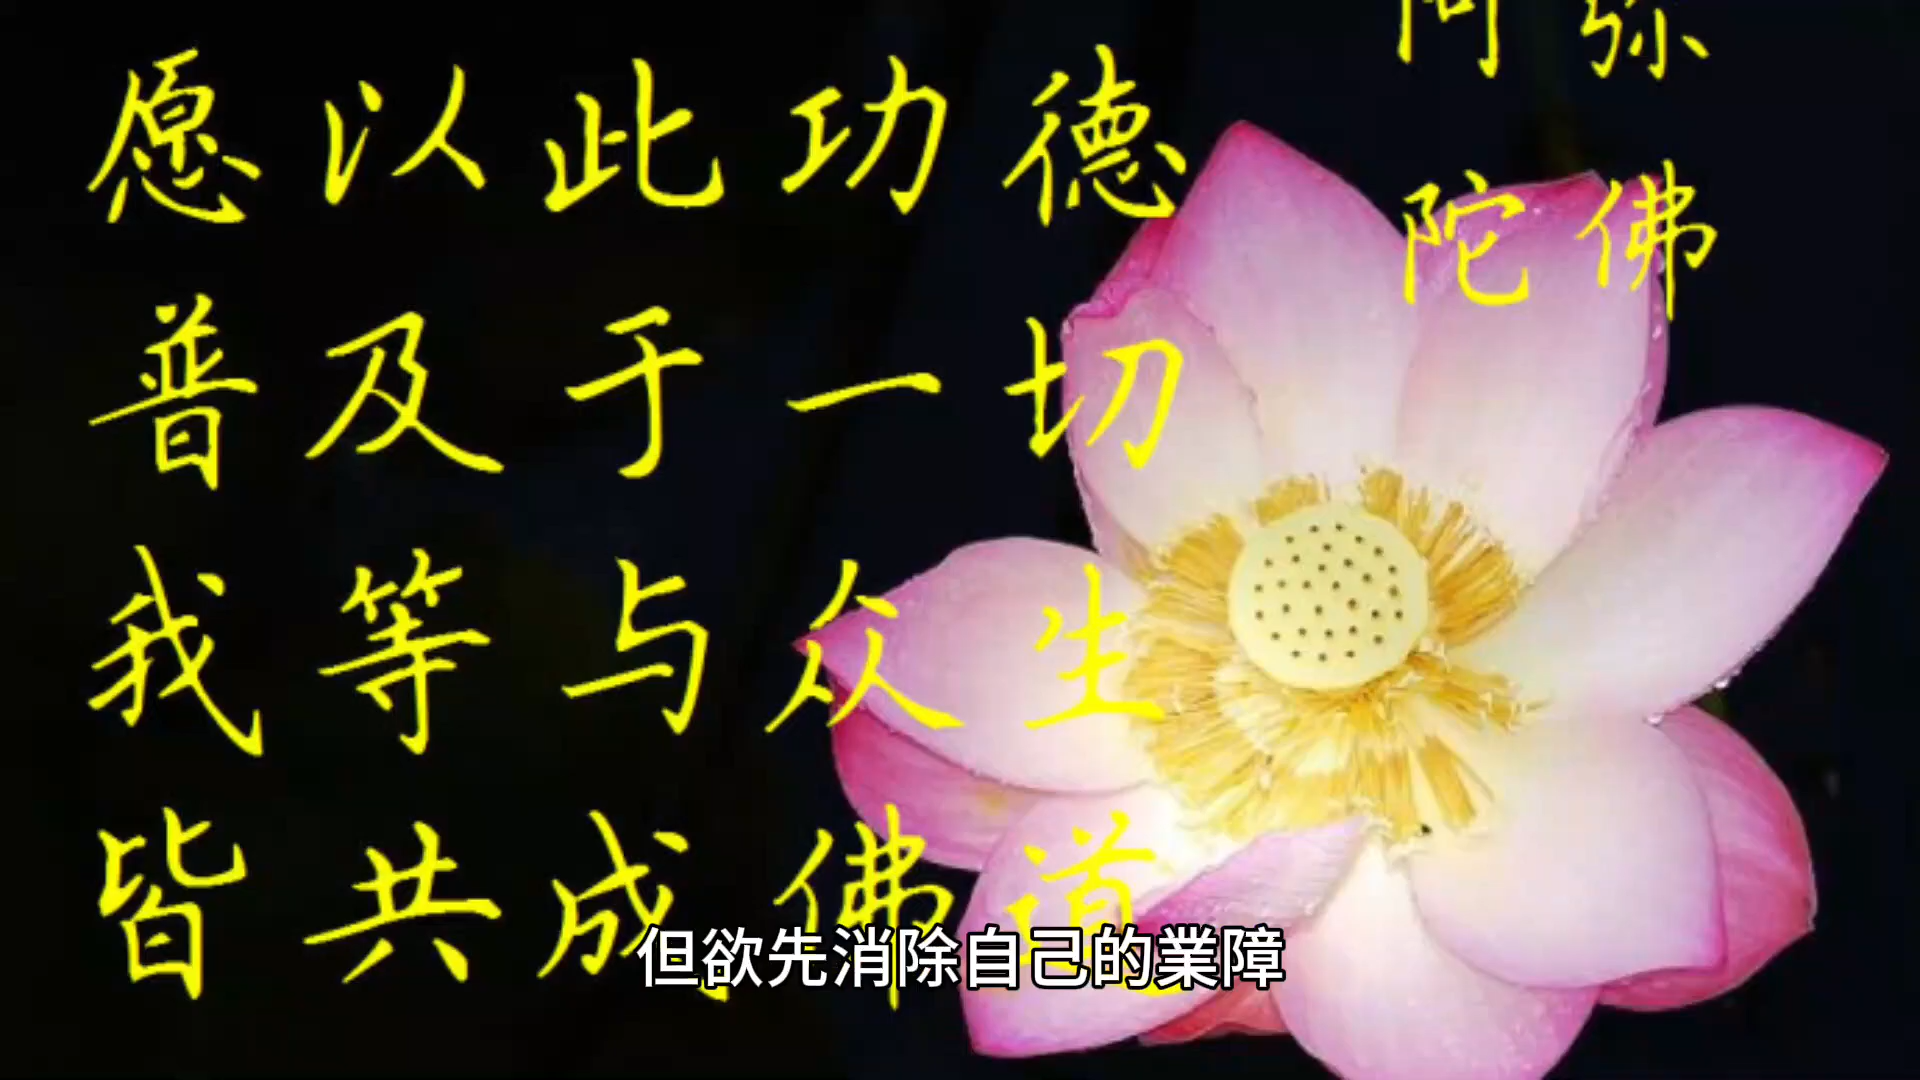 愿以此功德
普及于一切
我等与众生
皆共成佛道
阿弥
陀佛
但欲先消除自己的業障